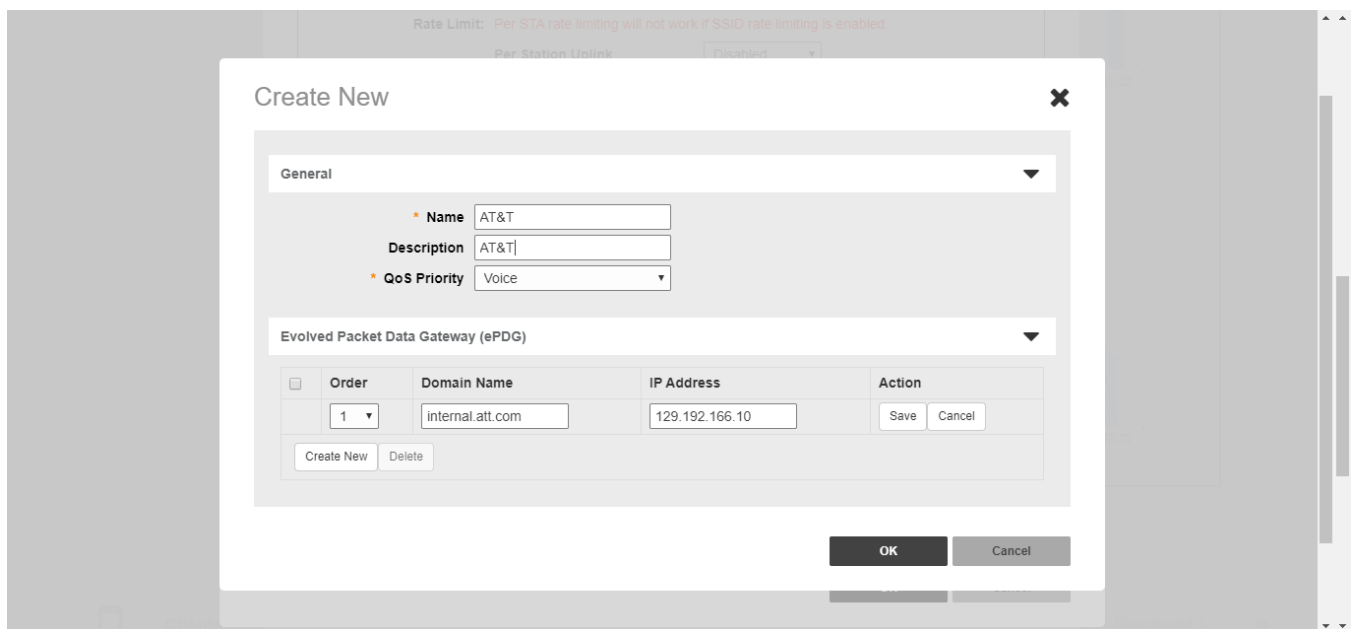 Rate Limit: Per STA rate limiting will not work if SSID rate limiting is enabled.
Per Station Uplink Disabled
Create New
General
* Name AT&T
Description AT&T
* QoS Priority Voice
Evolved Packet Data Gateway (ePDG)
Order Domain Name IP Address Action
1 internal.att.com 129.192.166.10 Save Cancel
Create New Delete
OK Cancel